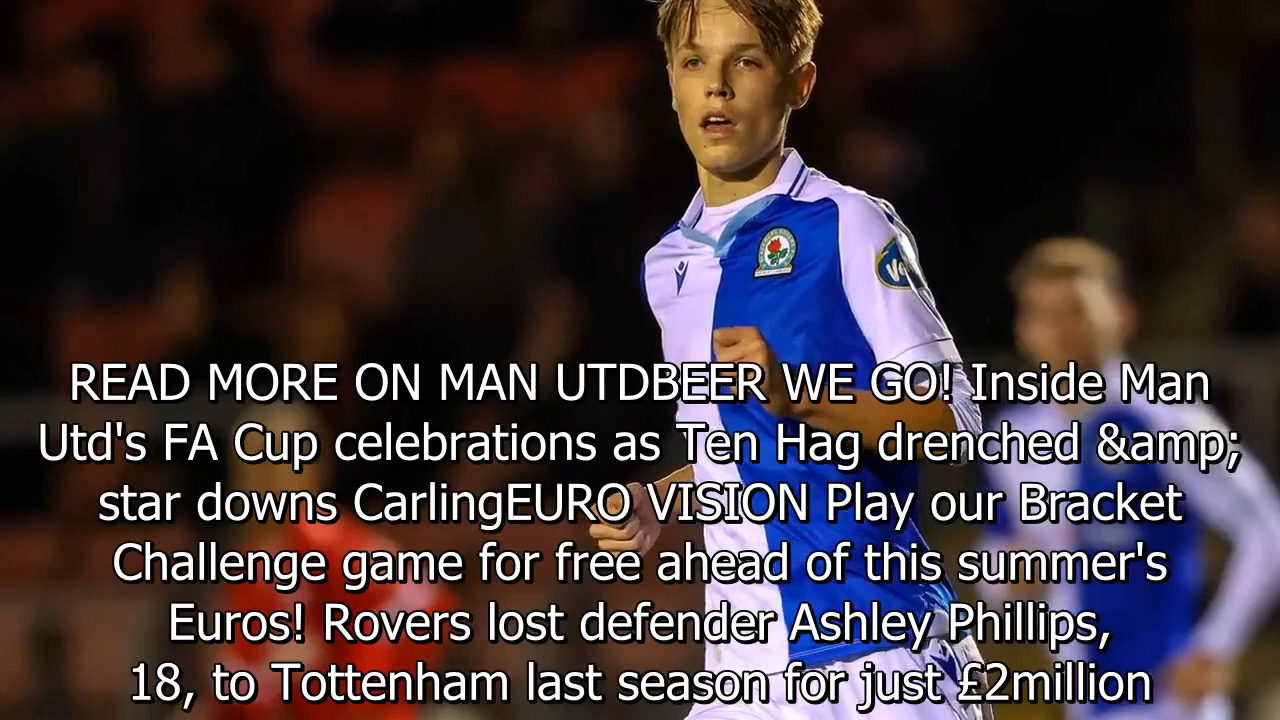 READ MORE ON MAN UTDBEER WE GO! Inside Man
Utd's FA Cup celebrations as Ten Hag drenched &amp;
star downs CarlingEURO VISION Play our Bracket
Challenge game for free ahead of this summer's
Euros! Rovers lost defender Ashley Phillips,
18, to Tottenham last season for just £2million